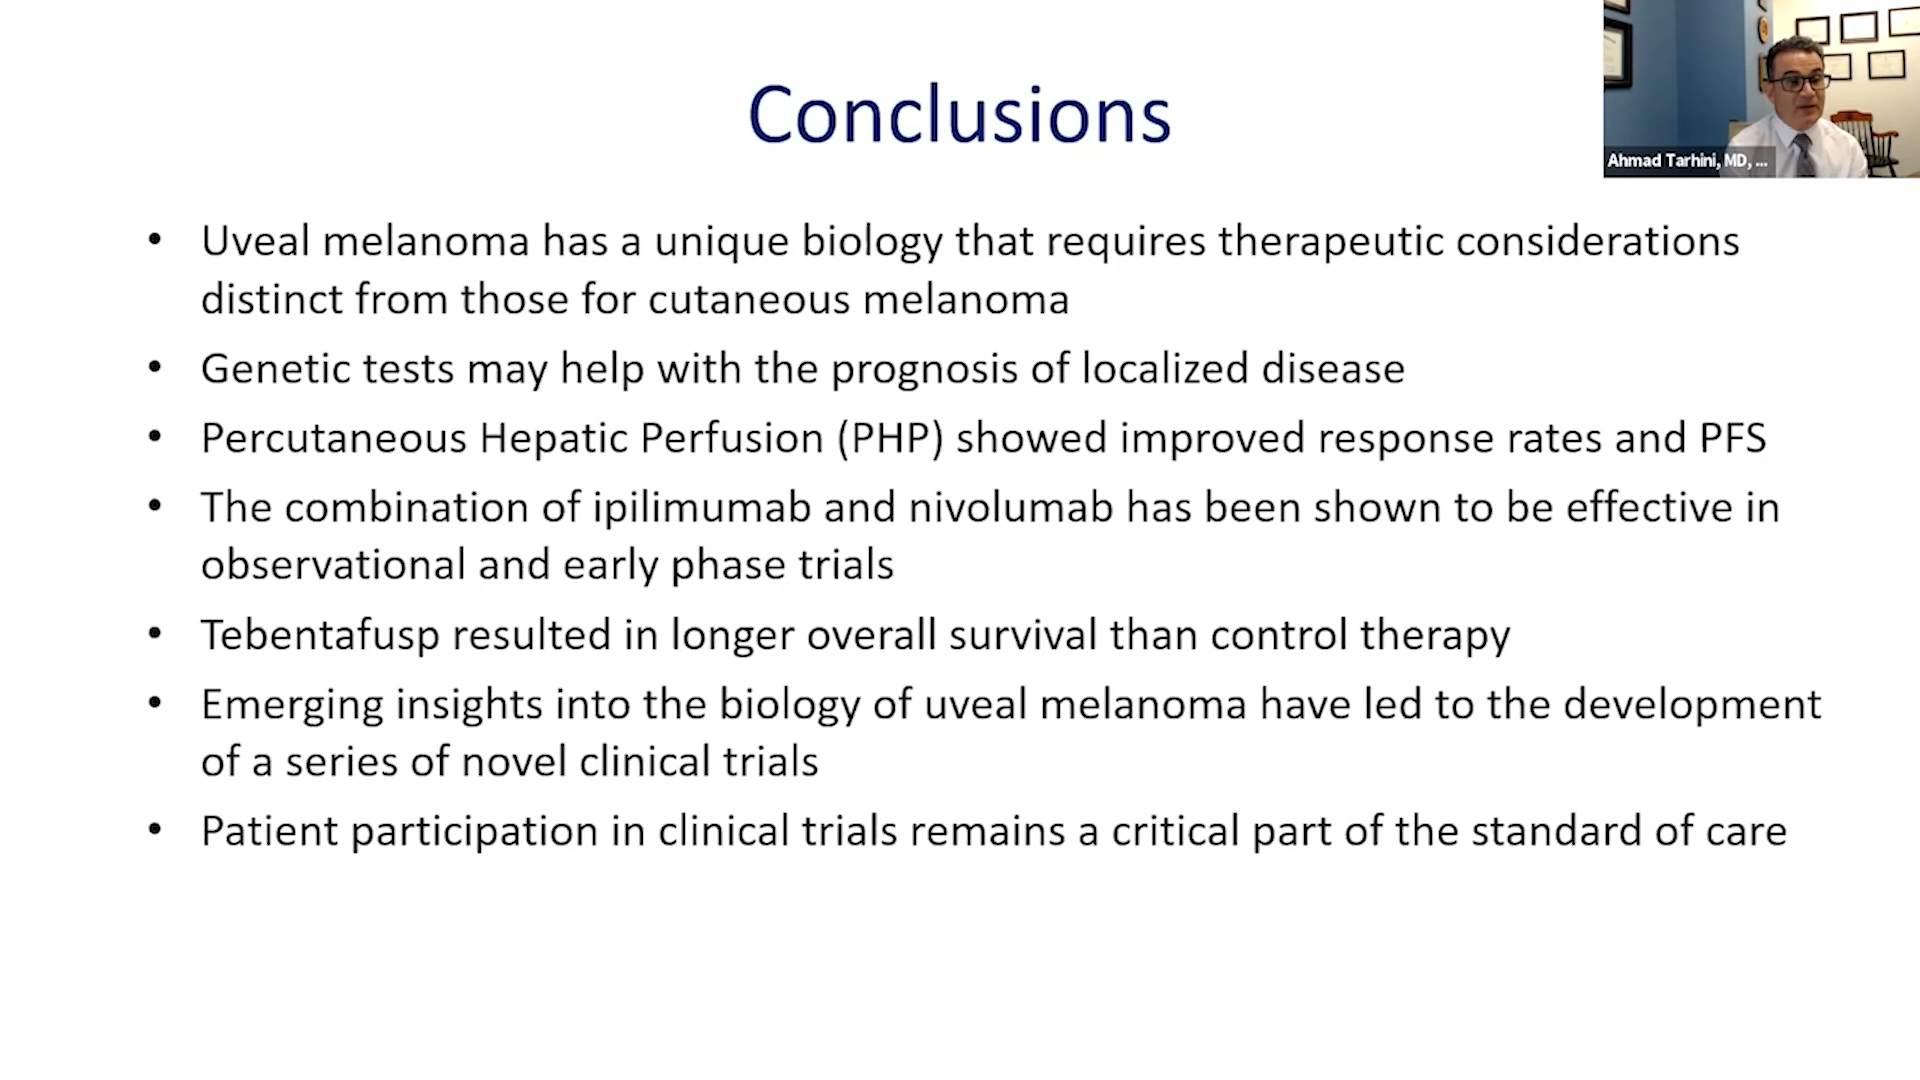 Conclusions
Ahmad Tarhini, MD, ...
• Uveal melanoma has a unique biology that requires therapeutic considerations
distinct from those for cutaneous melanoma
• Genetic tests may help with the prognosis of localized disease
• Percutaneous Hepatic Perfusion (PHP) showed improved response rates and PFS
• The combination of ipilimumab and nivolumab has been shown to be effective in
observational and early phase trials
• Tebentafusp resulted in longer overall survival than control therapy
• Emerging insights into the biology of uveal melanoma have led to the development
of a series of novel clinical trials
• Patient participation in clinical trials remains a critical part of the standard of care